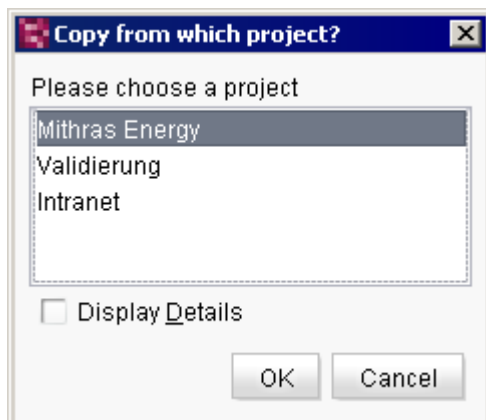 Copy from which project?
Please choose a project
Mithras Energy
Validierung
Intranet
Display Details
OK Cancel